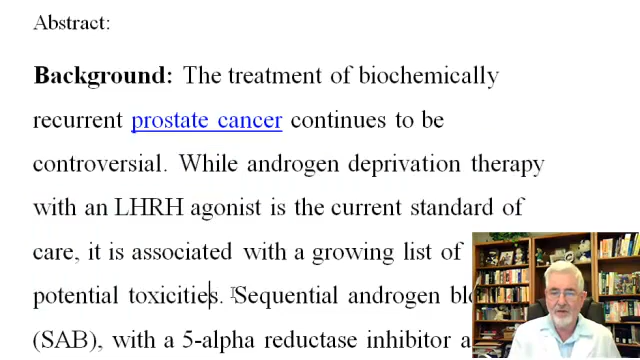 Abstract:
Background: The treatment of biochemically
recurrent prostate cancer continues to be
controversial. While androgen deprivation therapy
with an LHRH agonist is the current standard of
care, it is associated with a growing list of
potential toxicities. Sequential androgen
(SAB), with a 5-alpha reductase inhibitor